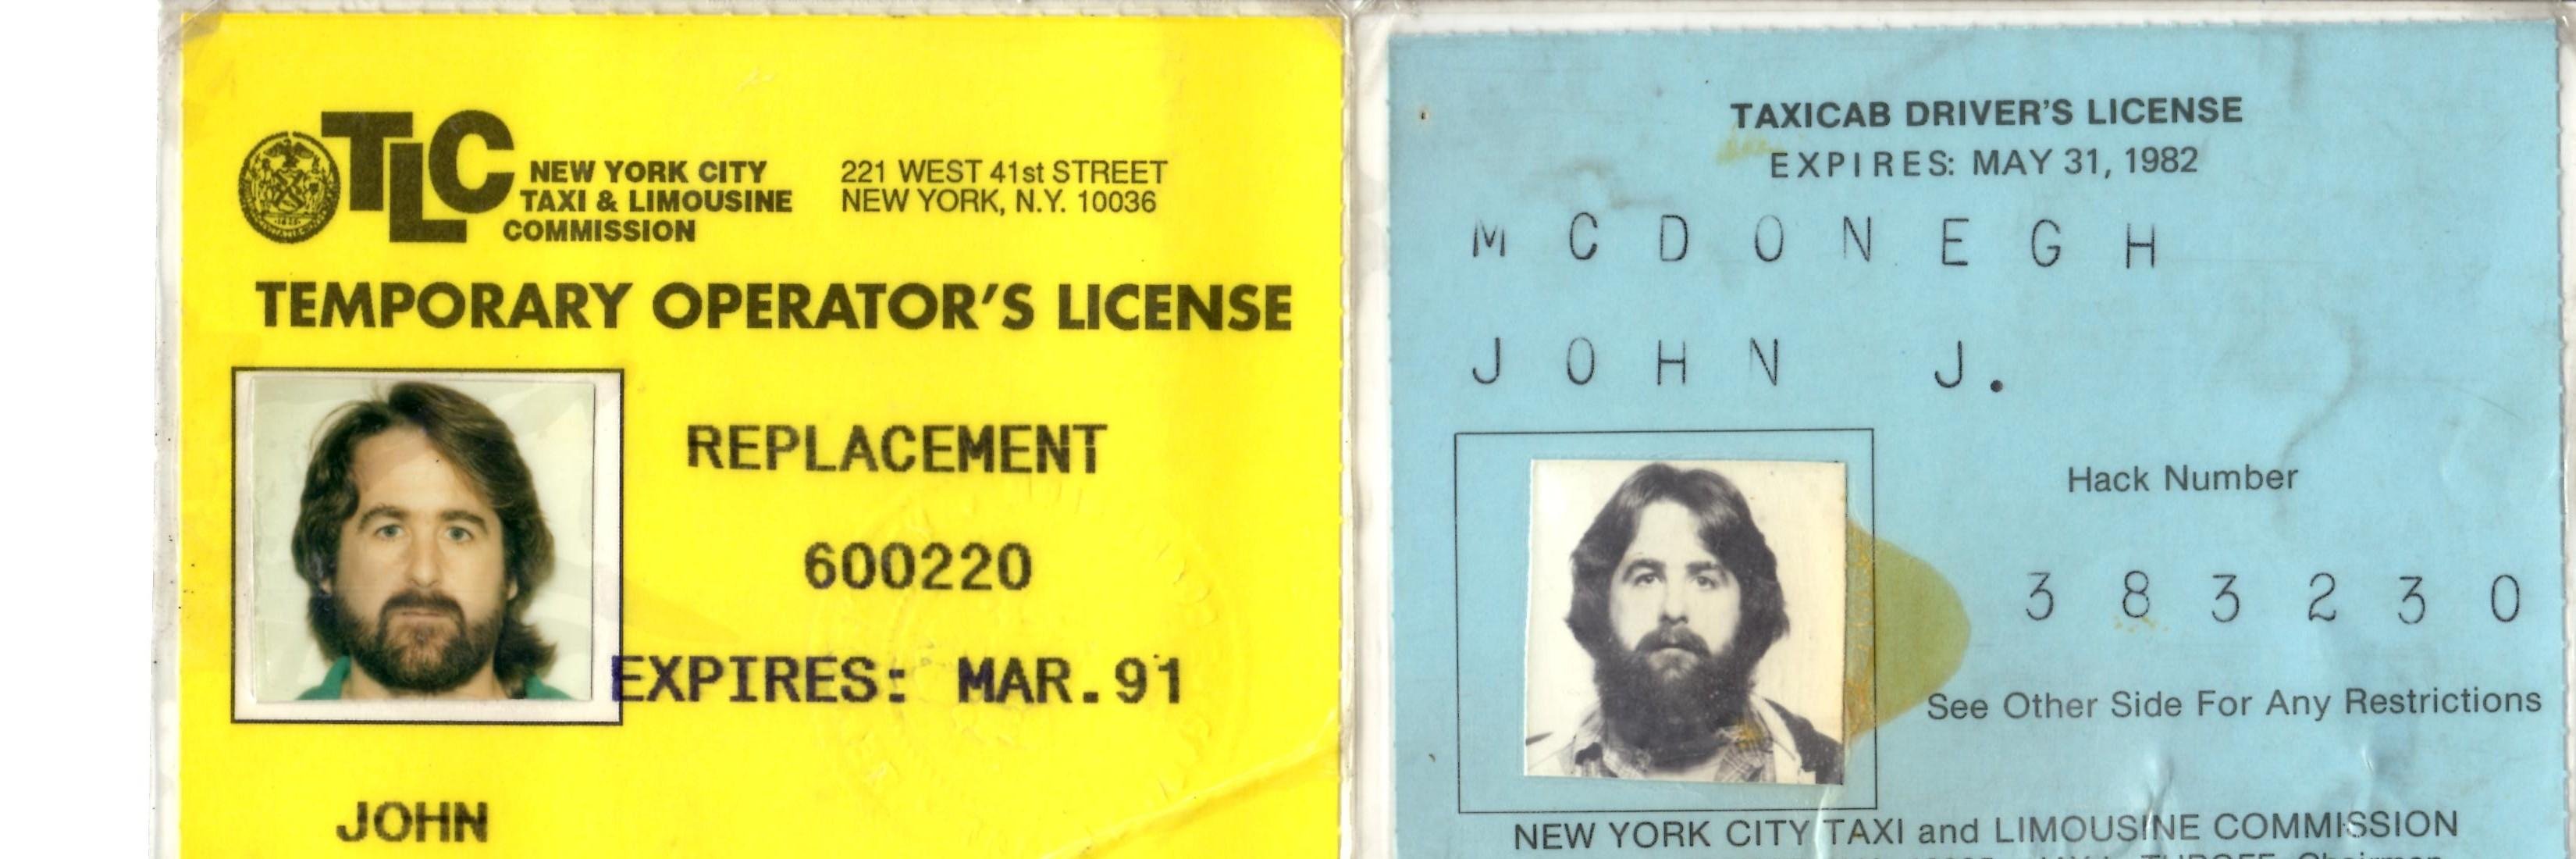 TLC
NEW YORK CITY
TAXI & LIMOUSINE
COMMISSION
221 WEST 41st STREET
NEW YORK, N.Y. 10036
TEMPORARY OPERATOR'S LICENSE
REPLACEMENT
600220
EXPIRES: MAR.91
JOHN
TAXICAB DRIVER'S LICENSE
EXPIRES: MAY 31, 1982
MCDONEGH
JOHN J.
Hack Number
383230
See Other Side For Any Restrictions
NEW YORK CITY TAXI and LIMOUSINE COMMISSION